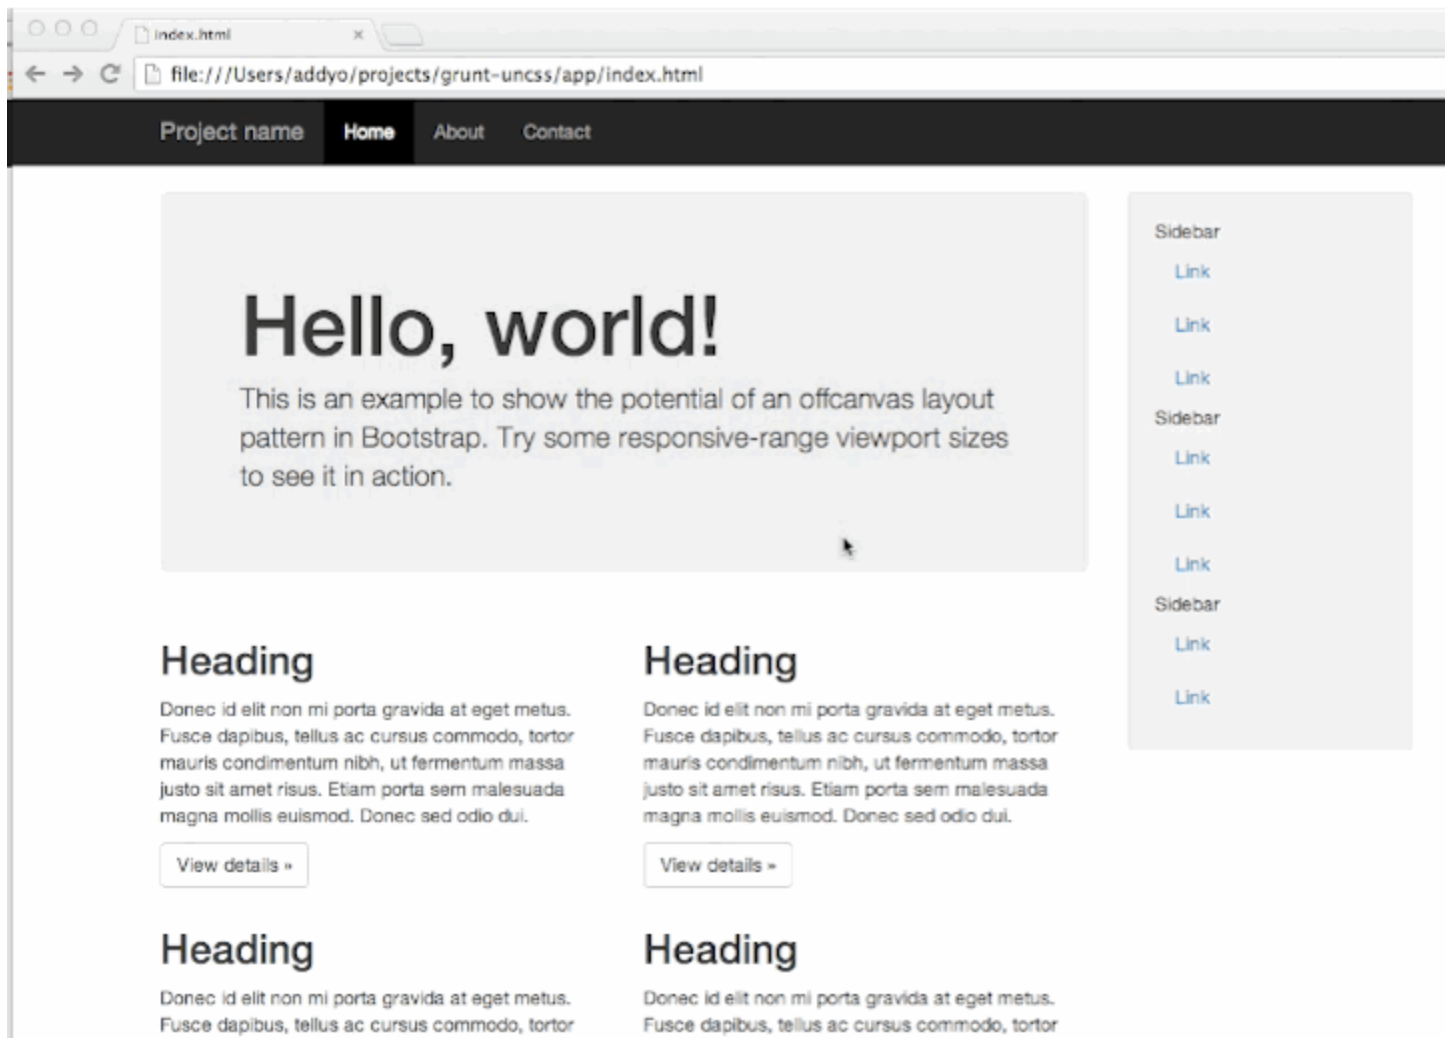 index.html
file:///Users/addyo/projects/grunt-uncss/app/index.html
Project name Home About Contact
Hello, world!
This is an example to show the potential of an offcanvas layout
pattern in Bootstrap. Try some responsive-range viewport sizes
to see it in action.
Heading
Donec id elit non mi porta gravida at eget metus.
Fusce dapibus, tellus ac cursus commodo, tortor
mauris condimentum nibh, ut fermentum massa
justo sit amet risus. Etiam porta sem malesuada
magna mollis euismod. Donec sed odio dui.
View details »
Heading
Donec id elit non mi porta gravida at eget metus.
Fusce dapibus, tellus ac cursus commodo, tortor
mauris condimentum nibh, ut fermentum massa
justo sit amet risus. Etiam porta sem malesuada
magna mollis euismod. Donec sed odio dui.
View details »
Heading
Donec id elit non mi porta gravida at eget metus.
Fusce dapibus, tellus ac cursus commodo, tortor
Heading
Donec id elit non mi porta gravida at eget metus.
Fusce dapibus, tellus ac cursus commodo, tortor
Sidebar
Link
Link
Link
Sidebar
Link
Link
Link
Sidebar
Link
Link